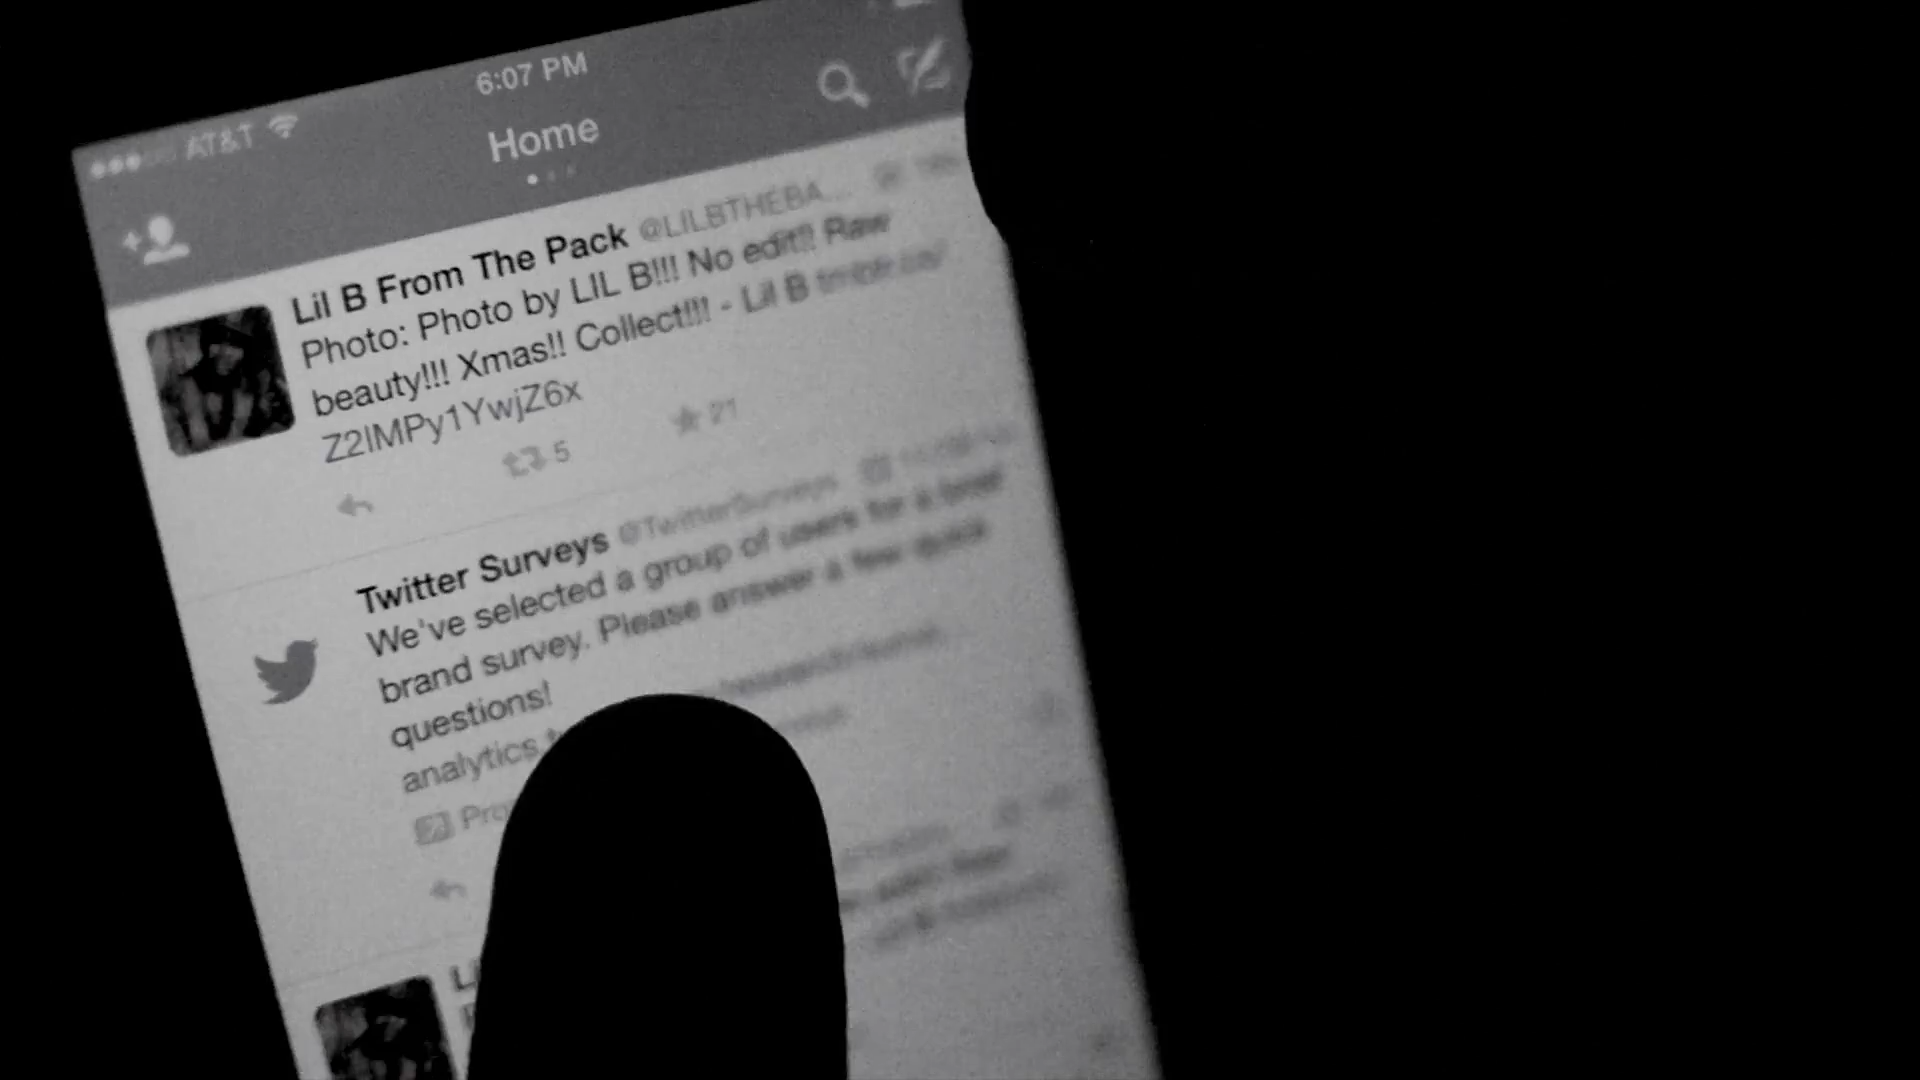 6:07 PM
AT&T
Home
Lil B From The Pack @LILBTHEBA...
Photo: Photo by LIL B!!! No edit!! Raw
beauty!!! Xmas!! Collect!!! - Lil B
Z2IMPy1YwjZ6x
5
21
Twitter Surveys @TwitterSurveys
We've selected a group of users for a brief
brand survey. Please answer a few quick
questions!
analytics